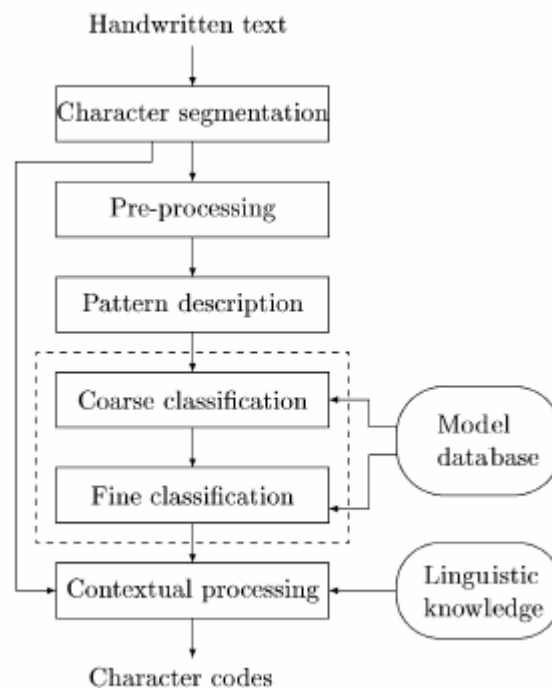 Handwritten text
Character segmentation
Pre-processing
Pattern description
Coarse classification
Model
database
Fine classification
Contextual processing
Linguistic
knowledge
Character codes